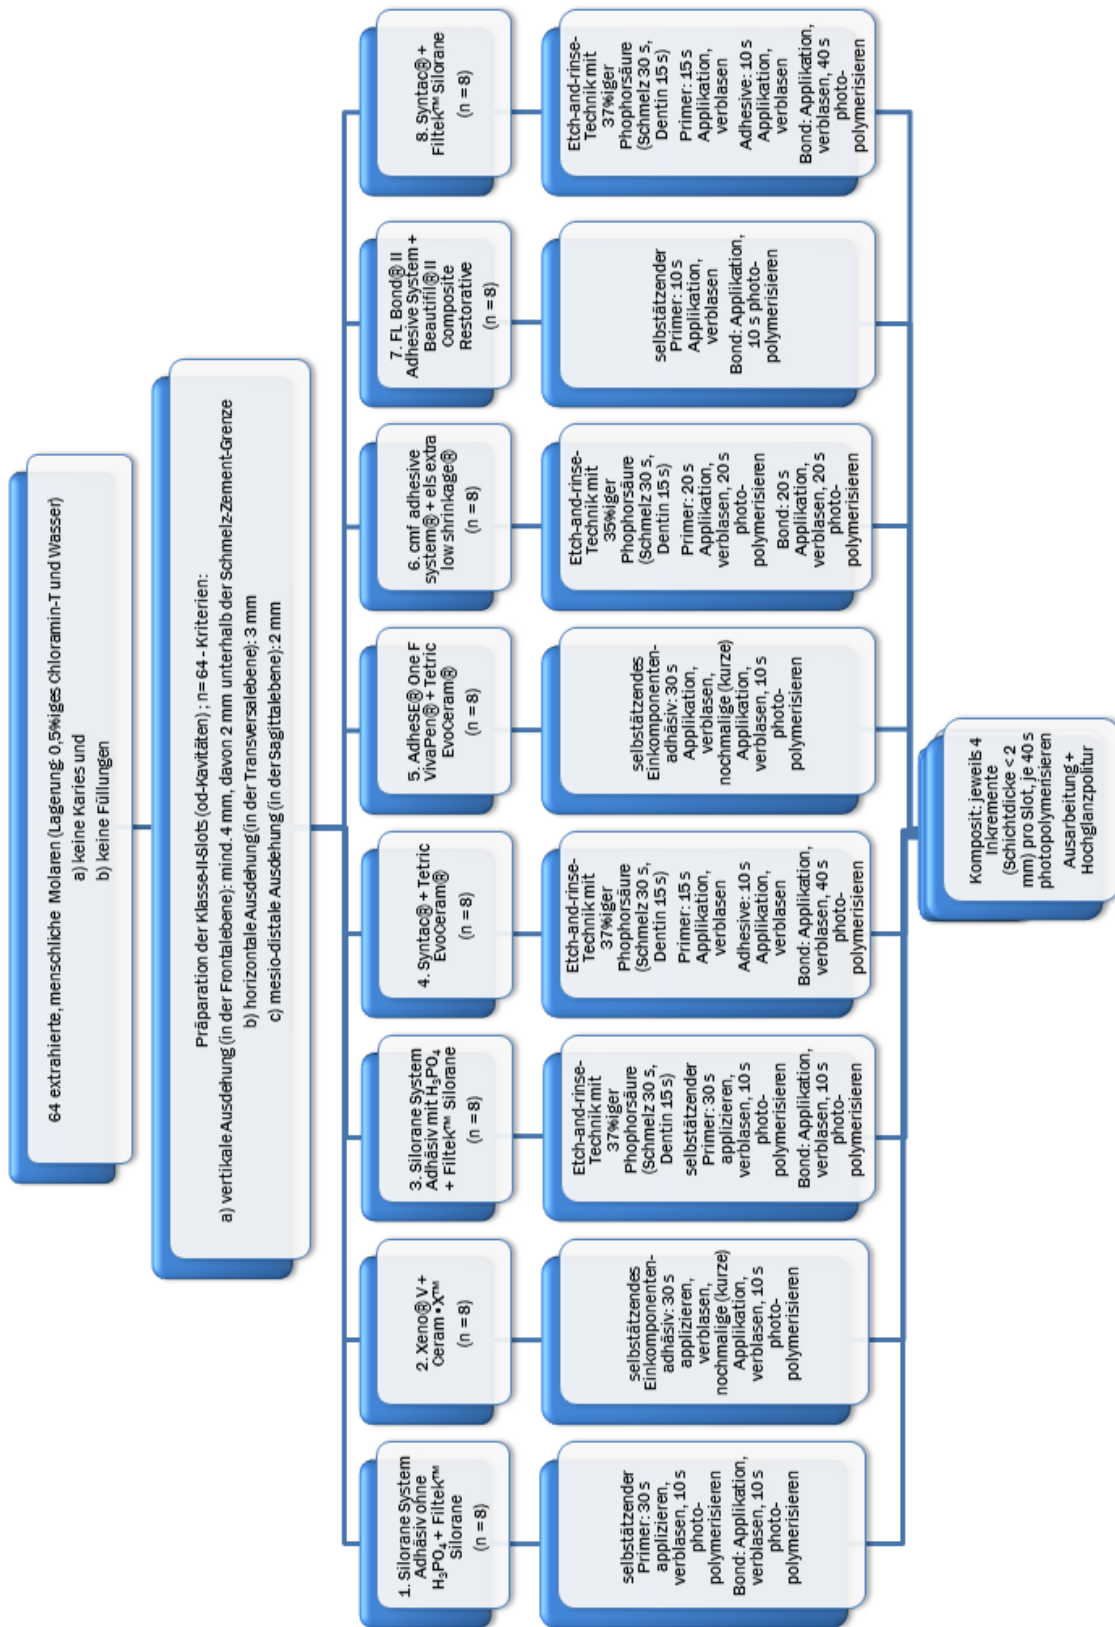 64 extrahierte, menschliche Molaren (Lagerung: 0,5%iges Chloramin-T und Wasser)
a) keine Karies und
b) keine Füllungen
Präparation der Klasse-II-Slots (od-Kavitäten) ; n= 64 - Kriterien:
a) vertikale Ausdehung (in der Frontalebene): mind. 4 mm, davon 2 mm unterhalb der Schmelz-Zement-Grenze
b) horizontale Ausdehung (in der Transversalebene): 3 mm
c) mesio-distale Ausdehung (in der Sagittalebene): 2 mm
1. Silorane System
Adhäsiv ohne
H₃PO₄ + Filtek™
Silorane
(n = 8)
2. Xeno® V +
Ceram•X™
(n = 8)
3. Silorane System
Adhäsiv mit H₃PO₄
+ Filtek™ Silorane
(n = 8)
4. Syntac® + Tetric
EvoCeram®
(n = 8)
5. AdheSE® One F
VivaPen® + Tetric
EvoCeram®
(n = 8)
6. cmf adhesive
system® + els extra
low shrinkage®
(n = 8)
7. FL Bond® II
Adhesive System +
Beautifil® II
Composite
Restorative
(n = 8)
8. Syntac® +
Filtek™ Silorane
(n = 8)
selbstätzender
Primer: 30 s
applizieren,
verblasen, 10 s
photo-
polymerisieren
Bond: Applikation,
verblasen, 10 s
photo-
polymerisieren
selbstätzendes
Einkomponenten-
adhäsiv: 30 s
applizieren,
verblasen,
nochmalige (kurze)
Applikation,
verblasen, 10 s
photo-
polymerisieren
Etch-and-rinse-
Technik mit
37%iger
Phophorsäure
(Schmelz 30 s,
Dentin 15 s)
selbstätzender
Primer: 30 s
applizieren,
verblasen, 10 s
photo-
polymerisieren
Bond: Applikation,
verblasen, 10 s
photo-
polymerisieren
Etch-and-rinse-
Technik mit
37%iger
Phophorsäure
(Schmelz 30 s,
Dentin 15 s)
Primer: 15 s
Applikation,
verblasen
Adhesive: 10 s
Applikation,
verblasen
Bond: Applikation,
verblasen, 40 s
photo-
polymerisieren
selbstätzendes
Einkomponenten-
adhäsiv: 30 s
Applikation,
verblasen,
nochmalige (kurze)
Applikation,
verblasen, 10 s
photo-
polymerisieren
Etch-and-rinse-
Technik mit
35%iger
Phophorsäure
(Schmelz 30 s,
Dentin 15 s)
Primer: 20 s
Applikation,
verblasen, 20 s
photo-
polymerisieren
Bond: 20 s
Applikation,
verblasen, 20 s
photo-
polymerisieren
selbstätzender
Primer: 10 s
Applikation,
verblasen
Bond: Applikation,
10 s photo-
polymerisieren
Etch-and-rinse-
Technik mit
37%iger
Phophorsäure
(Schmelz 30 s,
Dentin 15 s)
Primer: 15 s
Applikation,
verblasen
Adhesive: 10 s
Applikation,
verblasen
Bond: Applikation,
verblasen, 40 s
photo-
polymerisieren
Komposit: jeweils 4
Inkremente
(Schichtdicke < 2
mm) pro Slot, je 40 s
photopolymerisieren
Ausarbeitung +
Hochglanzpolitur